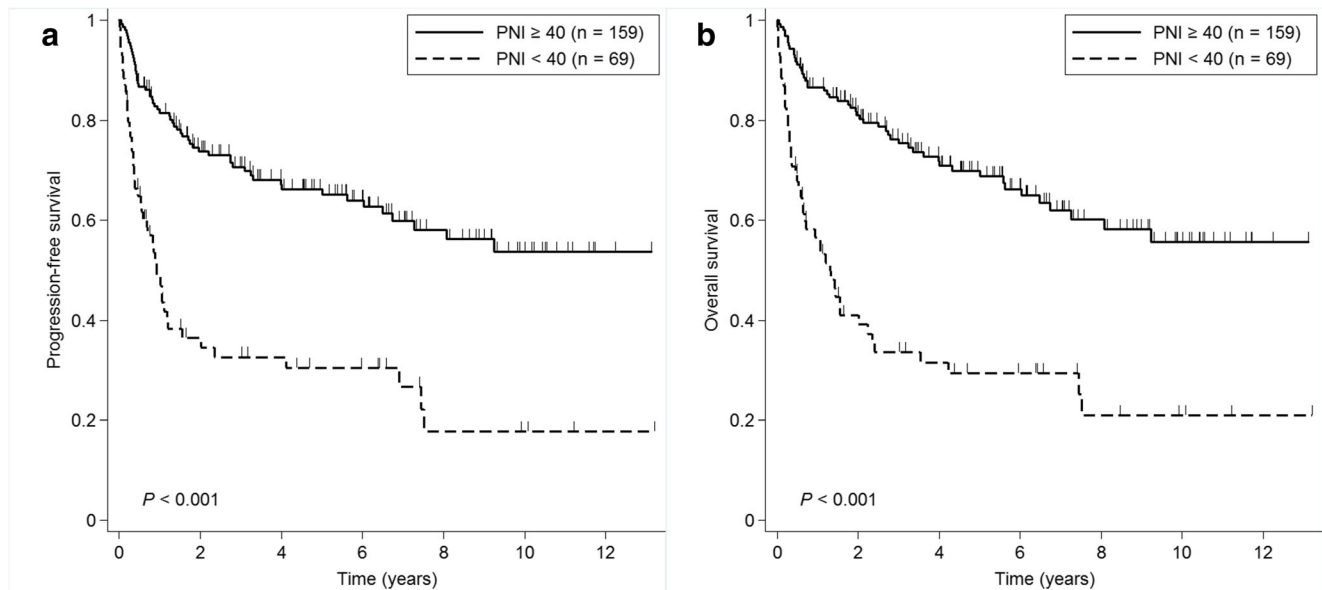 a
PNI ≥ 40 (n = 159)
PNI < 40 (n = 69)
1
0.8
0.6
0.4
0.2
0
Progression-free survival
P < 0.001
0 2 4 6 8 10 12
Time (years)
b
PNI ≥ 40 (n = 159)
PNI < 40 (n = 69)
1
0.8
0.6
0.4
0.2
0
Overall survival
P < 0.001
0 2 4 6 8 10 12
Time (years)